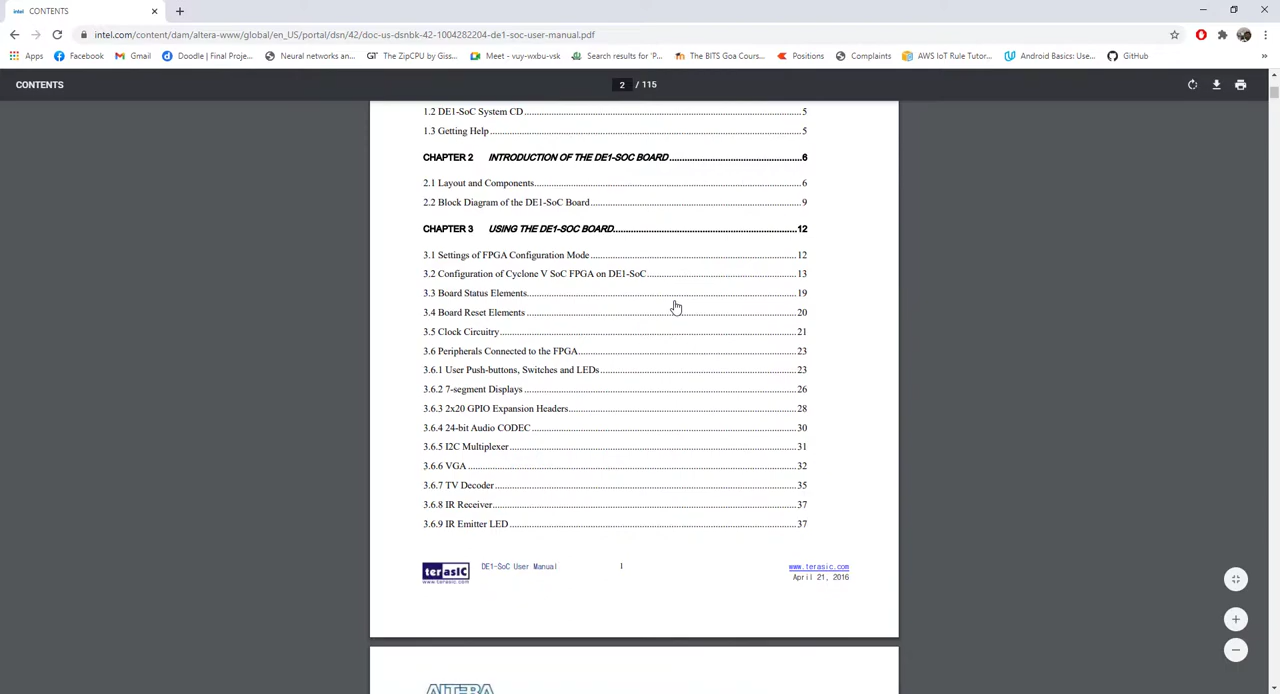 CONTENTS
intel.com/content/dam/altera-www/global/en_US/portal/dsn/42/doc-us-dsnbk-42-1004282204-de1-soc-user-manual.pdf
Apps Facebook Gmail Doodle | Final Proje... Neural networks an... The ZipCPU by Giss... Meet - vuy-wxbu-vsk Search results for 'P... The BITS Goa Cours... Positions Complaints AWS IoT Rule Tutor... Android Basics: Use... GitHub
CONTENTS 2 / 115
1.2 DE1-SoC System CD 5
1.3 Getting Help 5
CHAPTER 2 INTRODUCTION OF THE DE1-SOC BOARD 6
2.1 Layout and Components 6
2.2 Block Diagram of the DE1-SoC Board 9
CHAPTER 3 USING THE DE1-SOC BOARD 12
3.1 Settings of FPGA Configuration Mode 12
3.2 Configuration of Cyclone V SoC FPGA on DE1-SoC 13
3.3 Board Status Elements 19
3.4 Board Reset Elements 20
3.5 Clock Circuitry 21
3.6 Peripherals Connected to the FPGA 23
3.6.1 User Push-buttons, Switches and LEDs 23
3.6.2 7-segment Displays 26
3.6.3 2x20 GPIO Expansion Headers 28
3.6.4 24-bit Audio CODEC 30
3.6.5 I2C Multiplexer 31
3.6.6 VGA 32
3.6.7 TV Decoder 35
3.6.8 IR Receiver 37
3.6.9 IR Emitter LED 37
terasIC DE1-SoC User Manual 1 www.terasic.com
www.terasic.com April 21, 2016
ALTERA